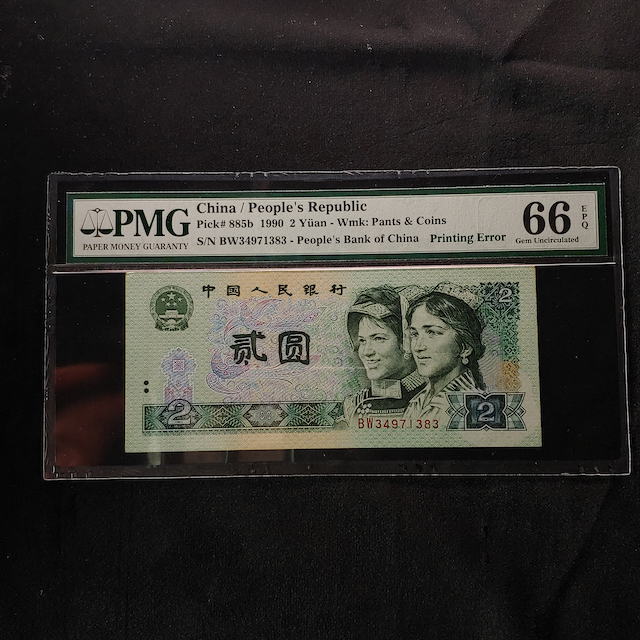 PMG
PAPER MONEY GUARANTY
China / People's Republic
Pick# 885b 1990 2 Yüan - Wmk: Pants & Coins
S/N BW34971383 - People's Bank of China Printing Error
66
EPQ
Gem Uncirculated
中国人民银行
2
贰圆
2
BW34971383
2